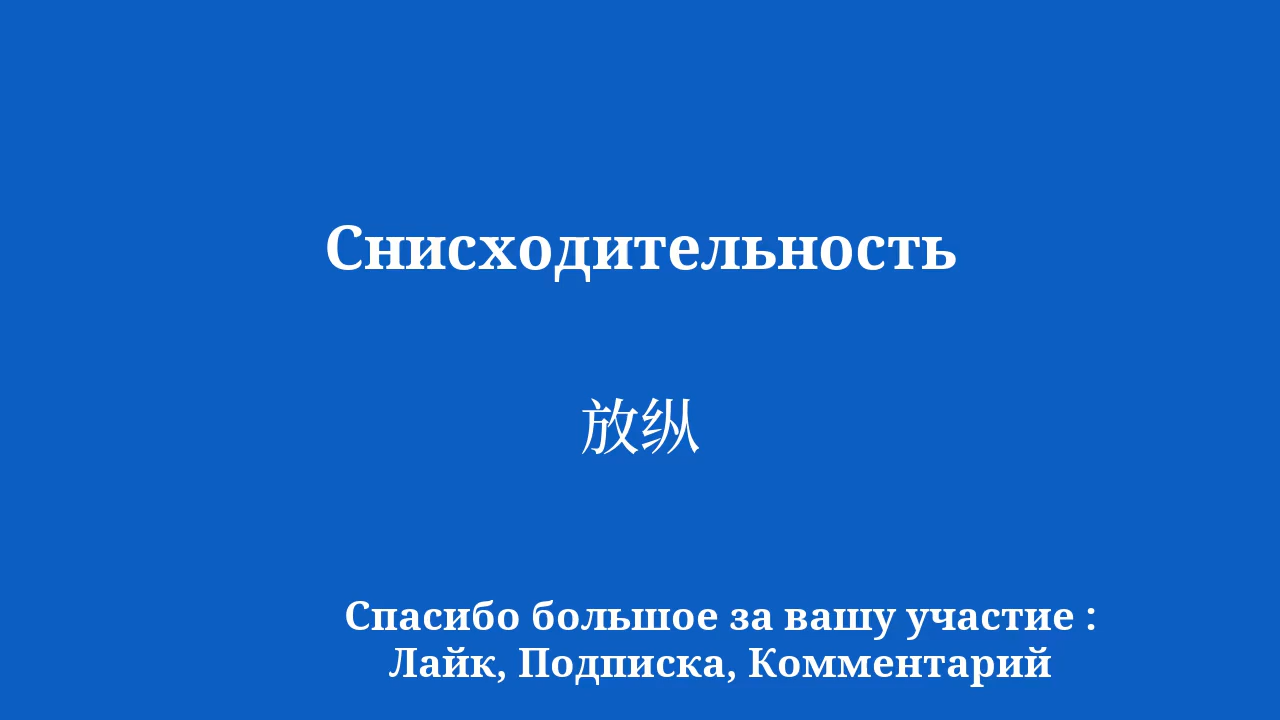 Снисходительность
放纵
Спасибо большое за вашу участие :
Лайк, Подписка, Комментарий